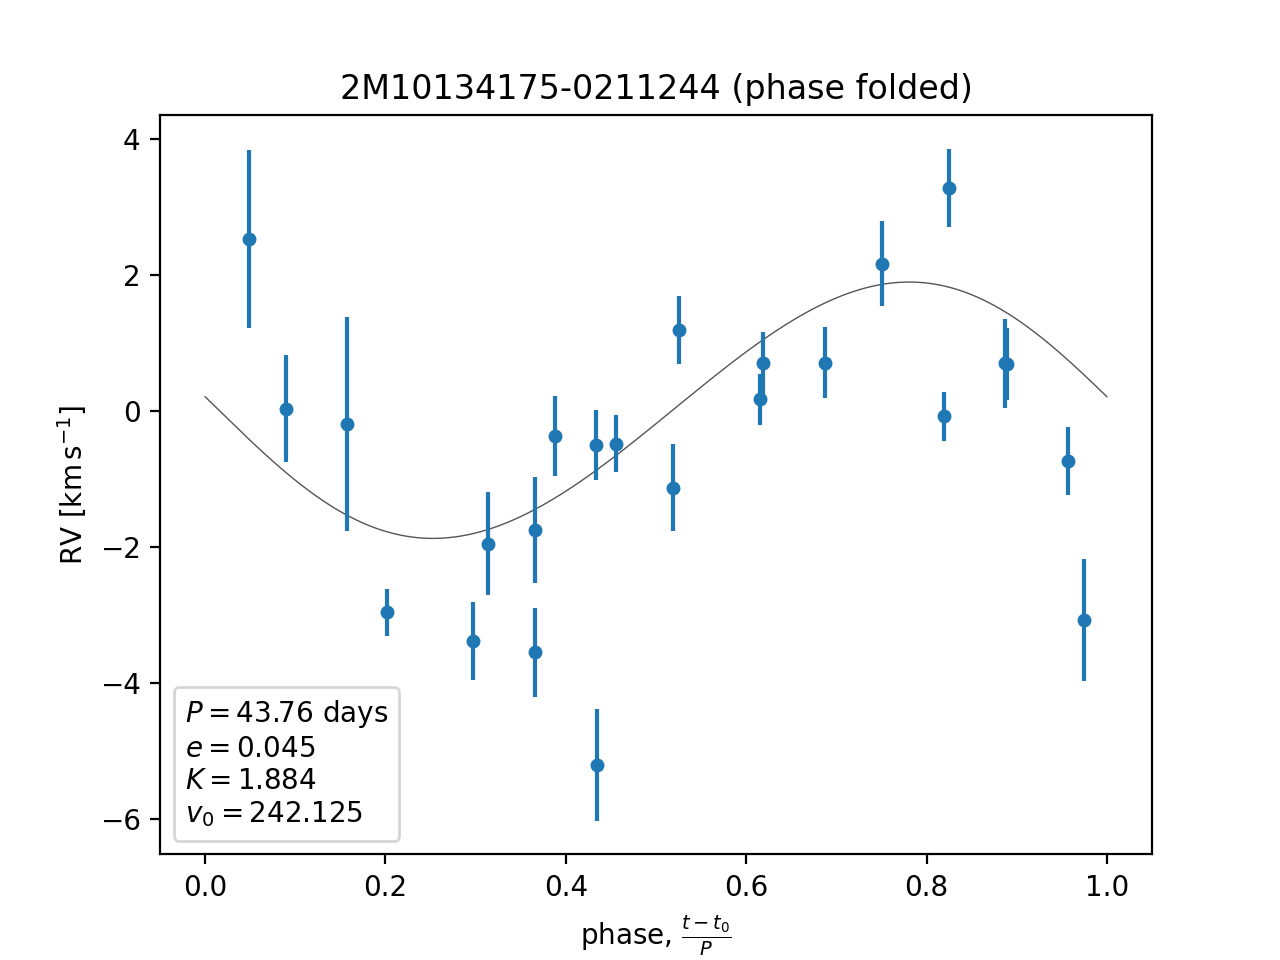 2M10134175-0211244 (phase folded)
RV [km s⁻¹]
4
2
0
−2
−4
−6
P = 43.76 days
e = 0.045
K = 1.884
v₀ = 242.125
0.0 0.2 0.4 0.6 0.8 1.0
phase, (t − t₀)/P